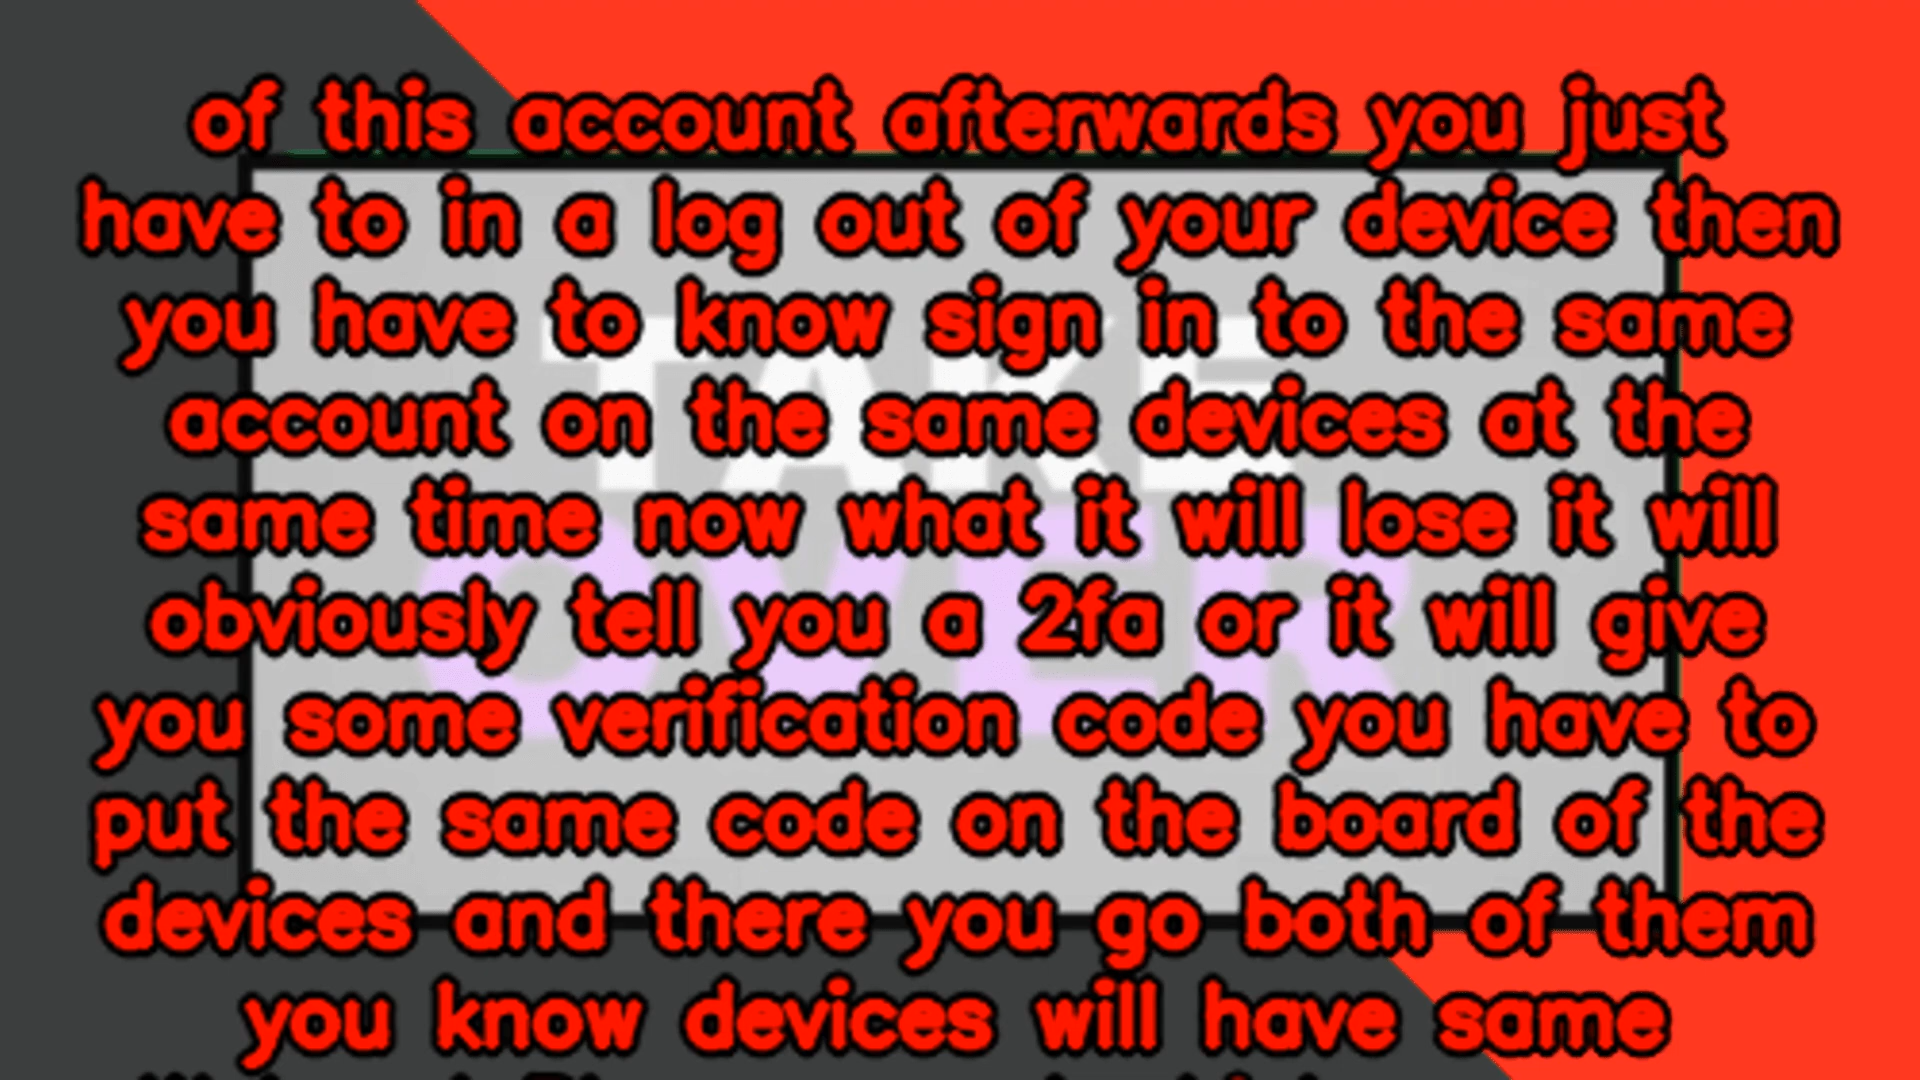 of this account afterwards you just
have to in a log out of your device then
you have to know sign in to the same
account on the same devices at the
same time now what it will lose it will
obviously tell you a 2fa or it will give
you some verification code you have to
put the same code on the board of the
devices and there you go both of them
you know devices will have same
TAKE
OVER